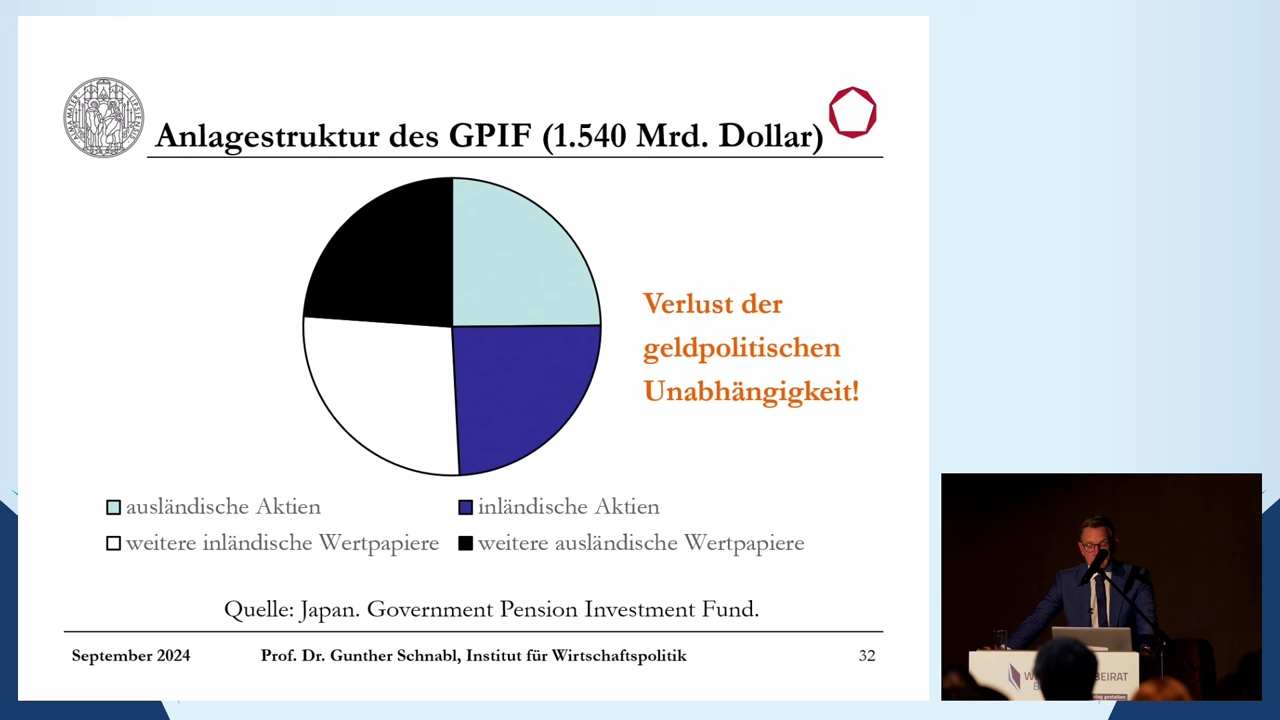 Anlagestruktur des GPIF (1.540 Mrd. Dollar)
Verlust der
geldpolitischen
Unabhängigkeit!
ausländische Aktien
inländische Aktien
weitere inländische Wertpapiere
weitere ausländische Wertpapiere
Quelle: Japan. Government Pension Investment Fund.
September 2024
Prof. Dr. Gunther Schnabl, Institut für Wirtschaftspolitik
32
BEIRAT